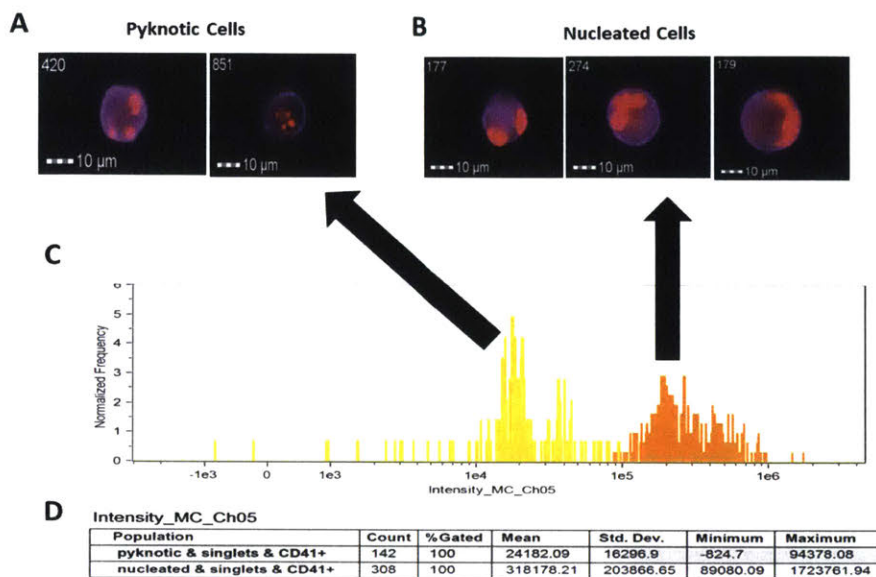 A Pyknotic Cells
B Nucleated Cells
420
851
177
274
179
10 µm
10 µm
10 µm
10 µm
10 µm
C
6
5
4
3
2
1
0
Normalized Frequency
-1e3 0 1e3 1e4 1e5 1e6
Intensity_MC_Ch05
D Intensity_MC_Ch05
Population Count %Gated Mean Std. Dev. Minimum Maximum
pyknotic & singlets & CD41+ 142 100 24182.09 16296.9 -824.7 94378.08
nucleated & singlets & CD41+ 308 100 318178.21 203866.65 89080.09 1723761.94